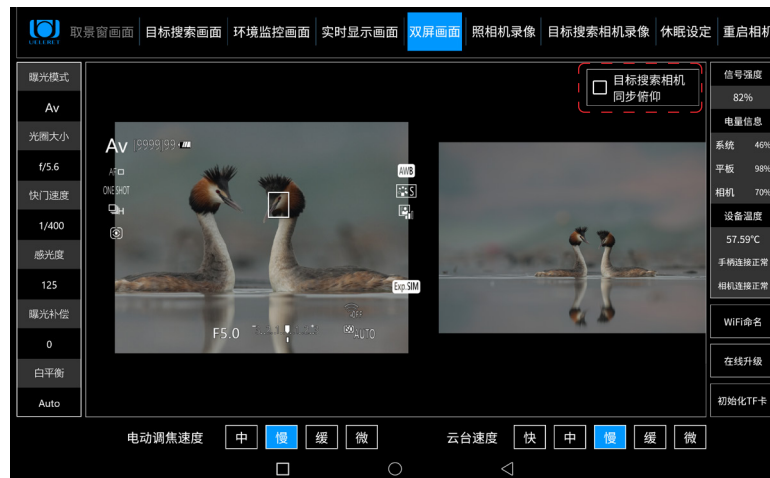 UELCRET
取景窗画面 目标搜索画面 环境监控画面 实时显示画面 双屏画面 照相机录像 目标搜索相机录像 休眠设定 重启相机
曝光模式
Av
光圈大小
f/5.6
快门速度
1/400
感光度
125
曝光补偿
0
白平衡
Auto
目标搜索相机
同步俯仰
Av [9999]99
AF
ONE SHOT
H
AWB
S
Exp.SIM
OFF
F5.0
ISO AUTO
信号强度
82%
电量信息
系统 46%
平板 98%
相机 70%
设备温度
57.59℃
手柄连接正常
相机连接正常
WiFi命名
在线升级
初始化TF卡
电动调焦速度 中 慢 缓 微
云台速度 快 中 慢 缓 微